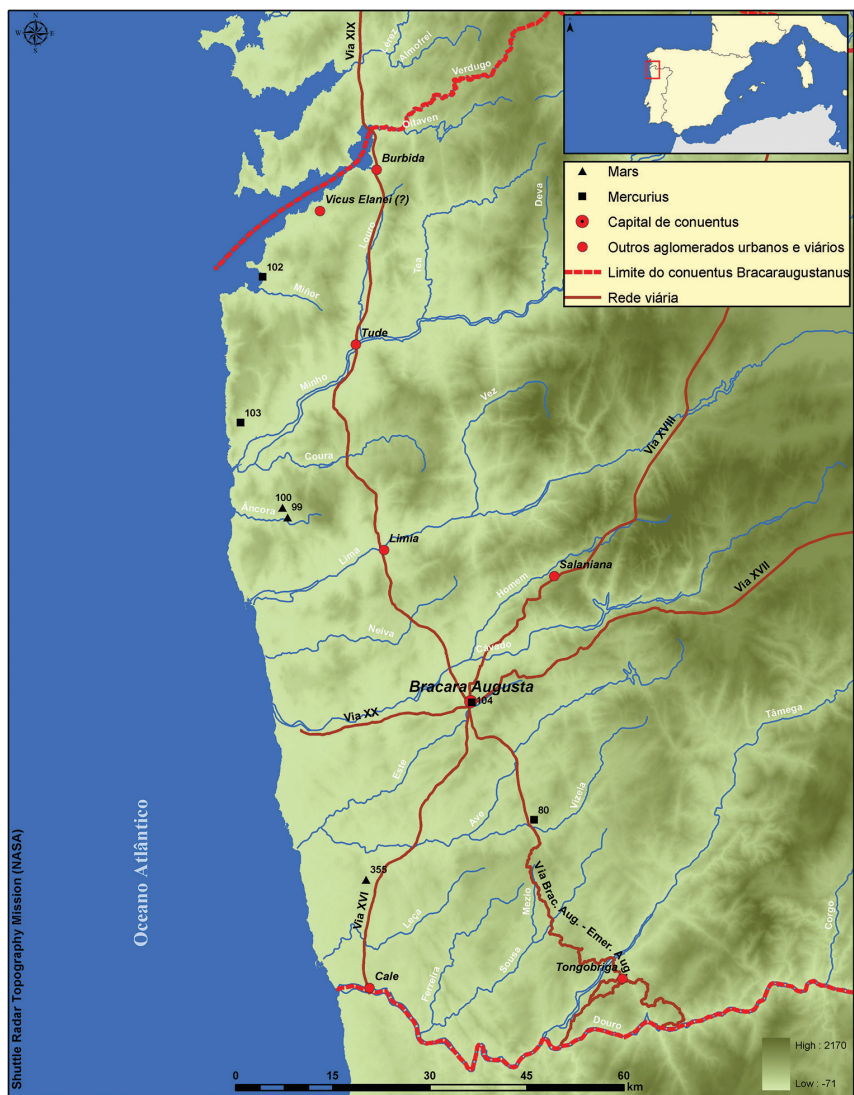 N
W
E
S
Via XIX
Lérez
Almofrei
Verdugo
Oitaven
Burbida
Vicus Elanei (?)
Louro
Tea
Deva
Mars
Mercurius
Capital de conuentus
Outros aglomerados urbanos e viários
Limite do conuentus Bracaraugustanus
Rede viária
102
Miñor
Tude
Minho
Vez
103
Coura
Via XVIII
100
99
Âncora
Lima
Limia
Salaniana
Homem
Via XVII
Neiva
Cávado
Bracara Augusta
104
Via XX
Tâmega
Este
Ave
80
Vizela
355
Via XVI
Leça
Mezio
Via Brac. Aug. - Emer. Aug.
Corgo
Oceano Atlântico
Ferreira
Sousa
Tongobriga
Cale
Douro
Shuttle Radar Topography Mission (NASA)
High : 2170
Low : -71
0
15
30
45
60
km